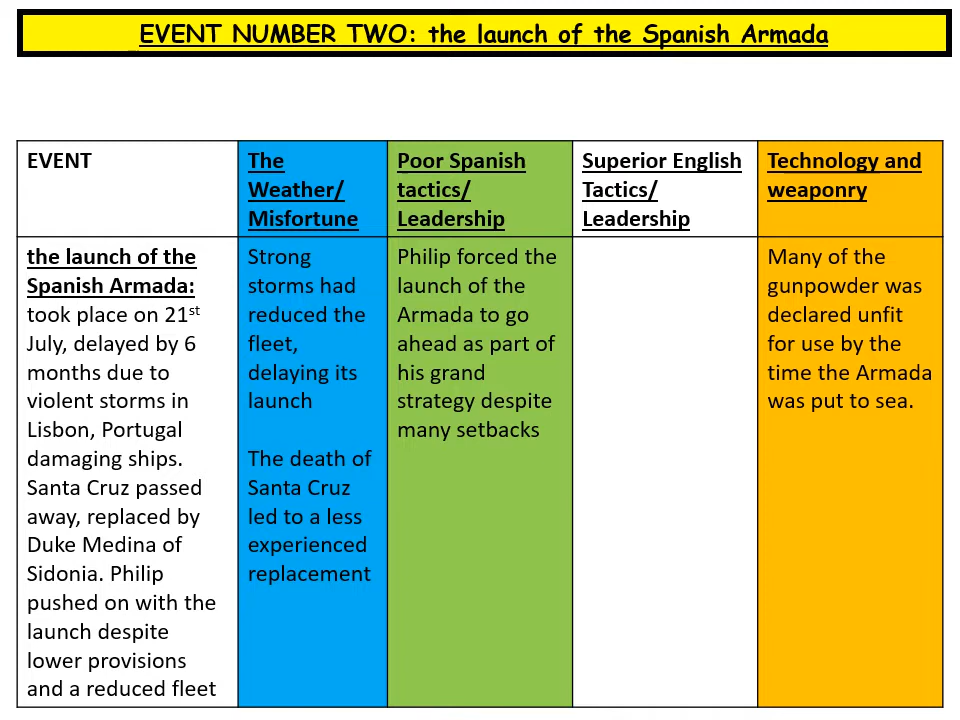 EVENT NUMBER TWO: the launch of the Spanish Armada
EVENT
The
Weather/
Misfortune
Poor Spanish
tactics/
Leadership
Superior English
Tactics/
Leadership
Technology and
weaponry
the launch of the
Spanish Armada:
took place on 21st
July, delayed by 6
months due to
violent storms in
Lisbon, Portugal
damaging ships.
Santa Cruz passed
away, replaced by
Duke Medina of
Sidonia. Philip
pushed on with the
launch despite
lower provisions
and a reduced fleet
Strong
storms had
reduced the
fleet,
delaying its
launch
The death of
Santa Cruz
led to a less
experienced
replacement
Philip forced the
launch of the
Armada to go
ahead as part of
his grand
strategy despite
many setbacks
Many of the
gunpowder was
declared unfit
for use by the
time the Armada
was put to sea.